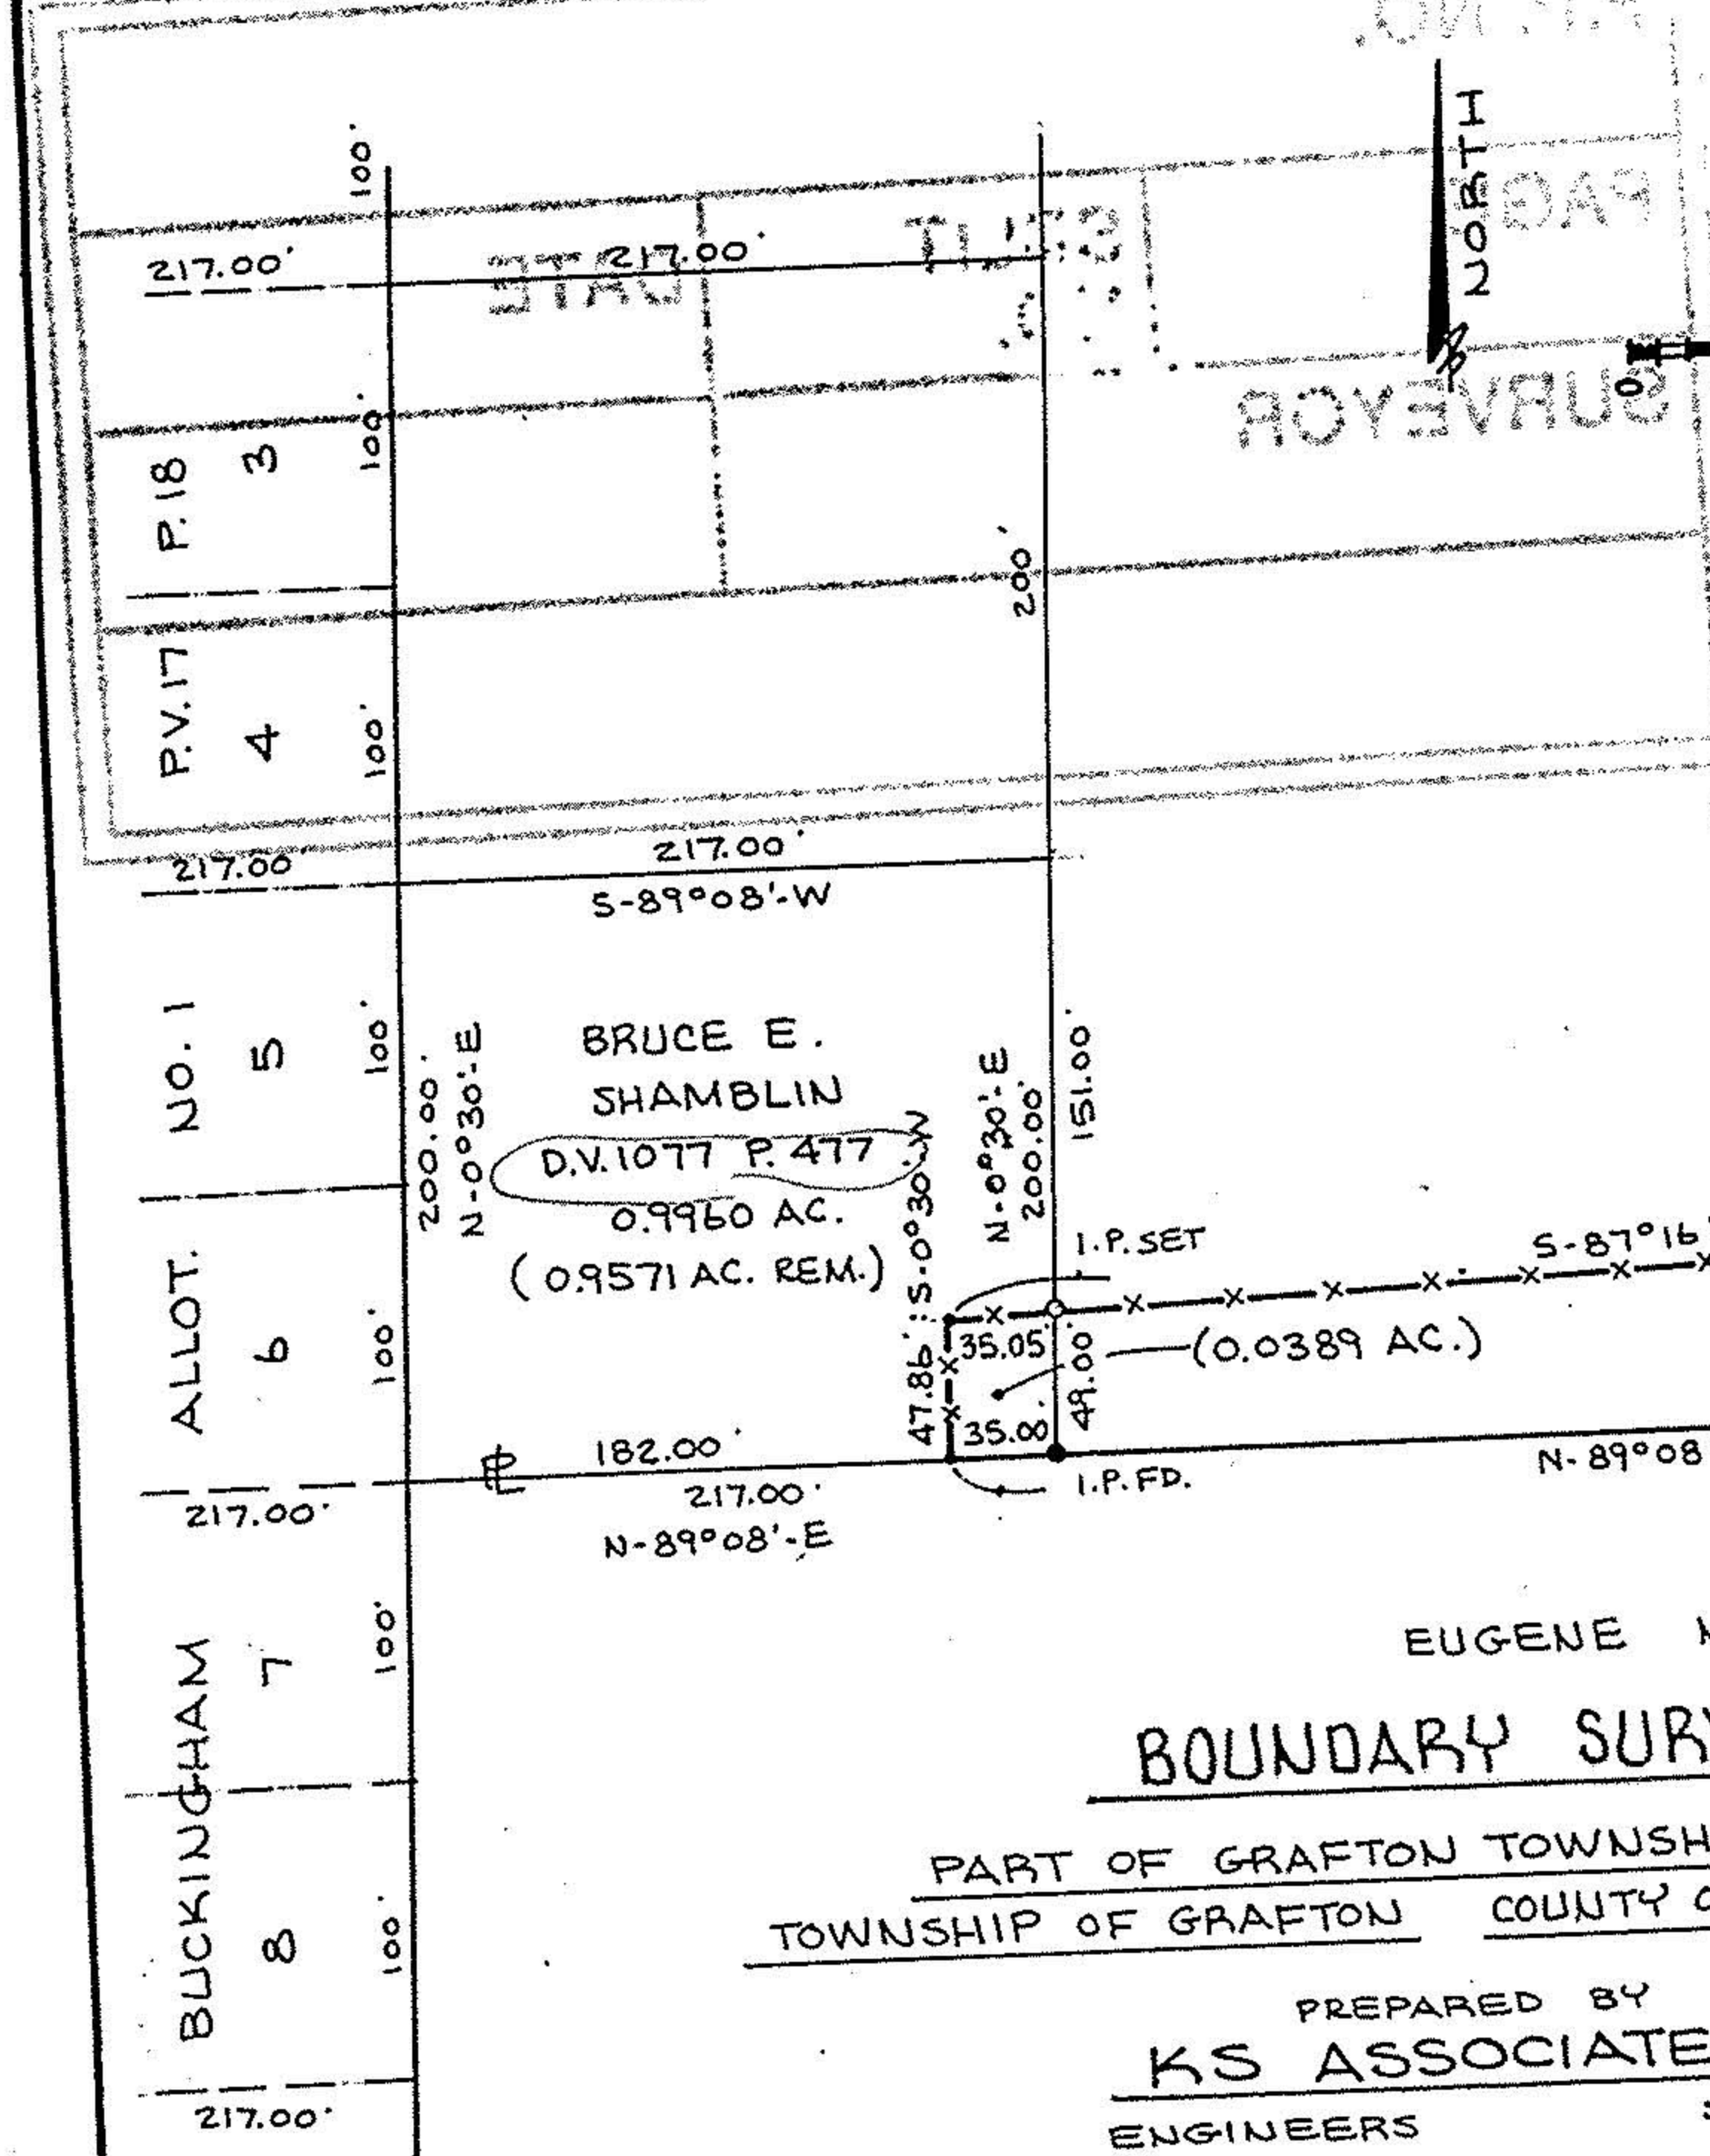 NORTH
0
SURVEYOR
DATE
PAGE
100'
217.00'
217.00'
100'
P.V. 17 P. 18
3
4
100'
200'
217.00'
217.00'
S-89°08'-W
BUCKINGHAM ALLOT. NO. 1
5
6
7
8
100'
100'
100'
100'
200.00'
N-0°30'-E
BRUCE E.
SHAMBLIN
D.V. 1077 P. 477
0.9960 AC.
(0.9571 AC. REM.)
47.86' : S-0°30'-W
N-0°30'-E
200.00'
151.00'
I.P. SET
S-87°16'
35.05'
49.00'
(0.0389 AC.)
35.00'
182.00'
217.00'
N-89°08'-E
I.P. FD.
N-89°08
217.00'
EUGENE
BOUNDARY SURV
PART OF GRAFTON TOWNSH
TOWNSHIP OF GRAFTON COUNTY O
PREPARED BY
KS ASSOCIATE
ENGINEERS
217.00'